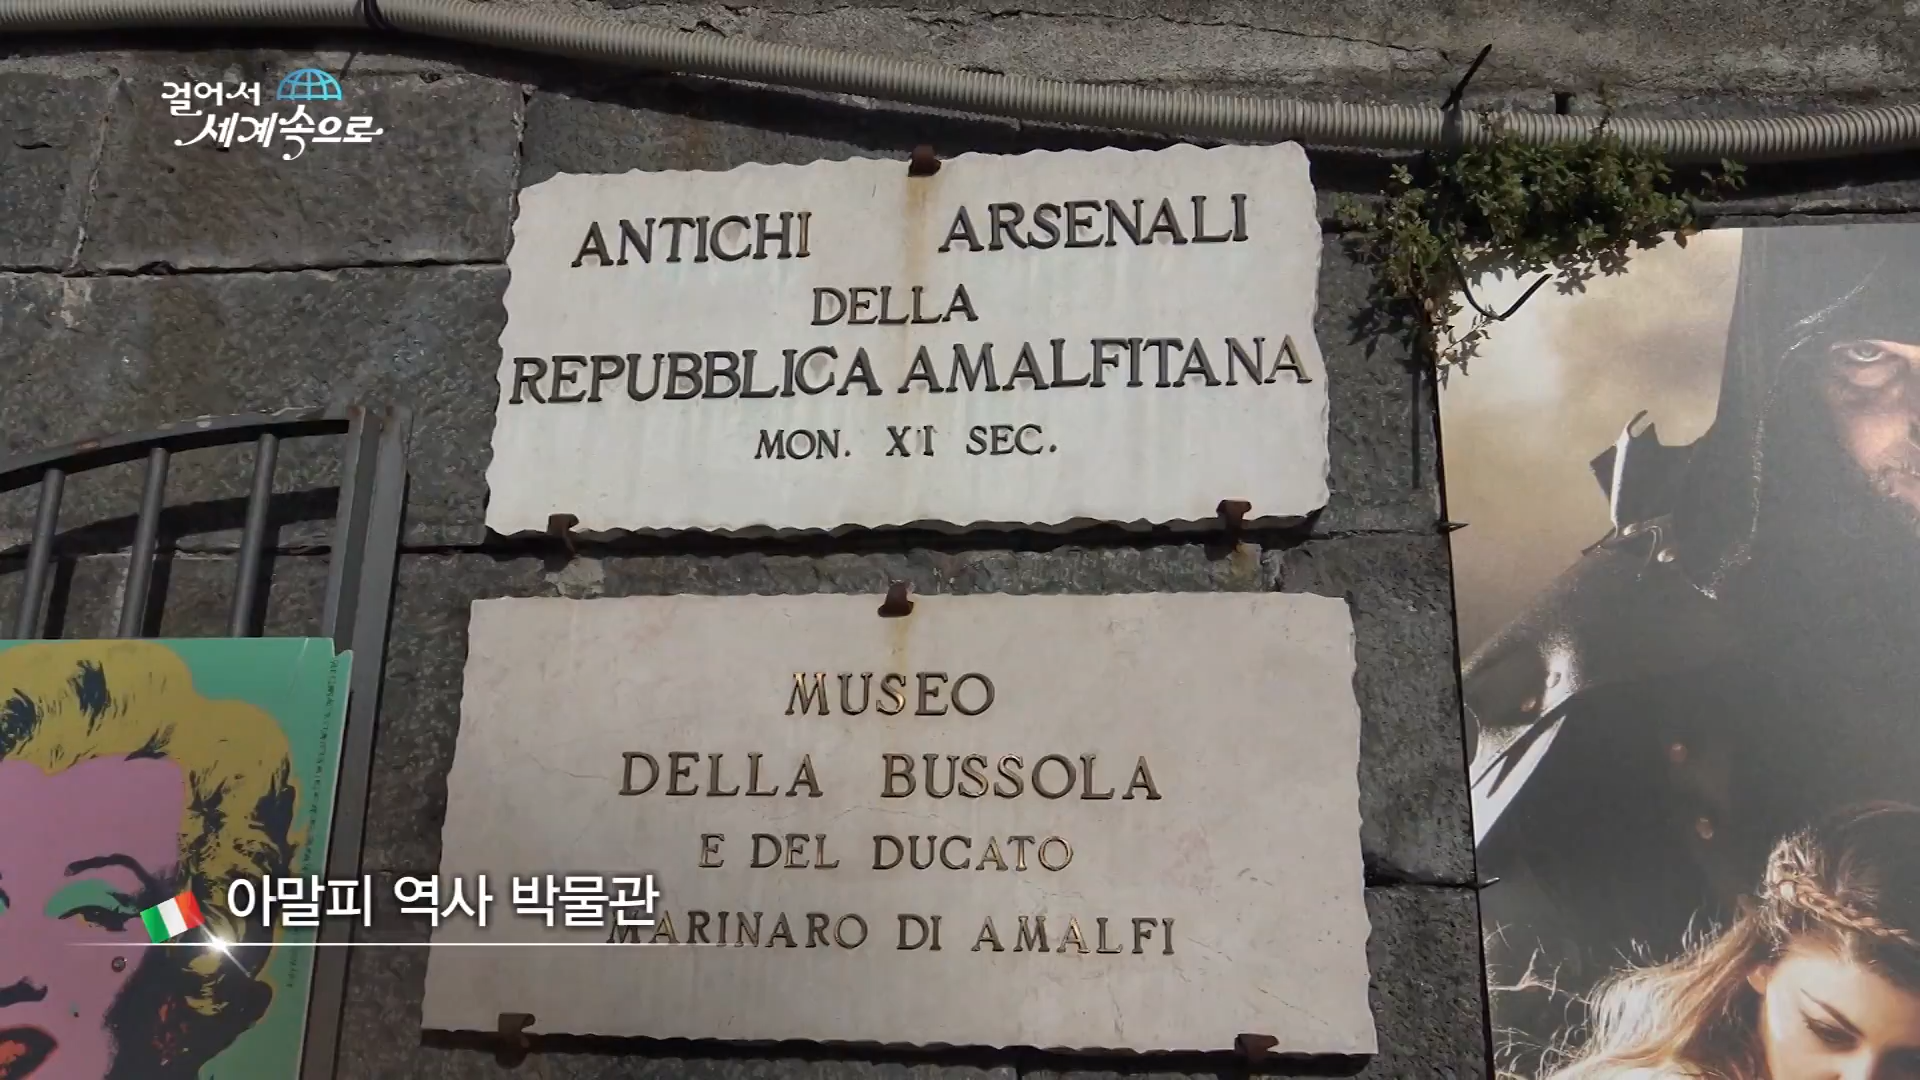 걸어서
세계속으로
ANTICHI ARSENALI
DELLA
REPUBBLICA AMALFITANA
MON. XI SEC.
MUSEO
DELLA BUSSOLA
E DEL DUCATO
MARINARO DI AMALFI
아말피 역사 박물관